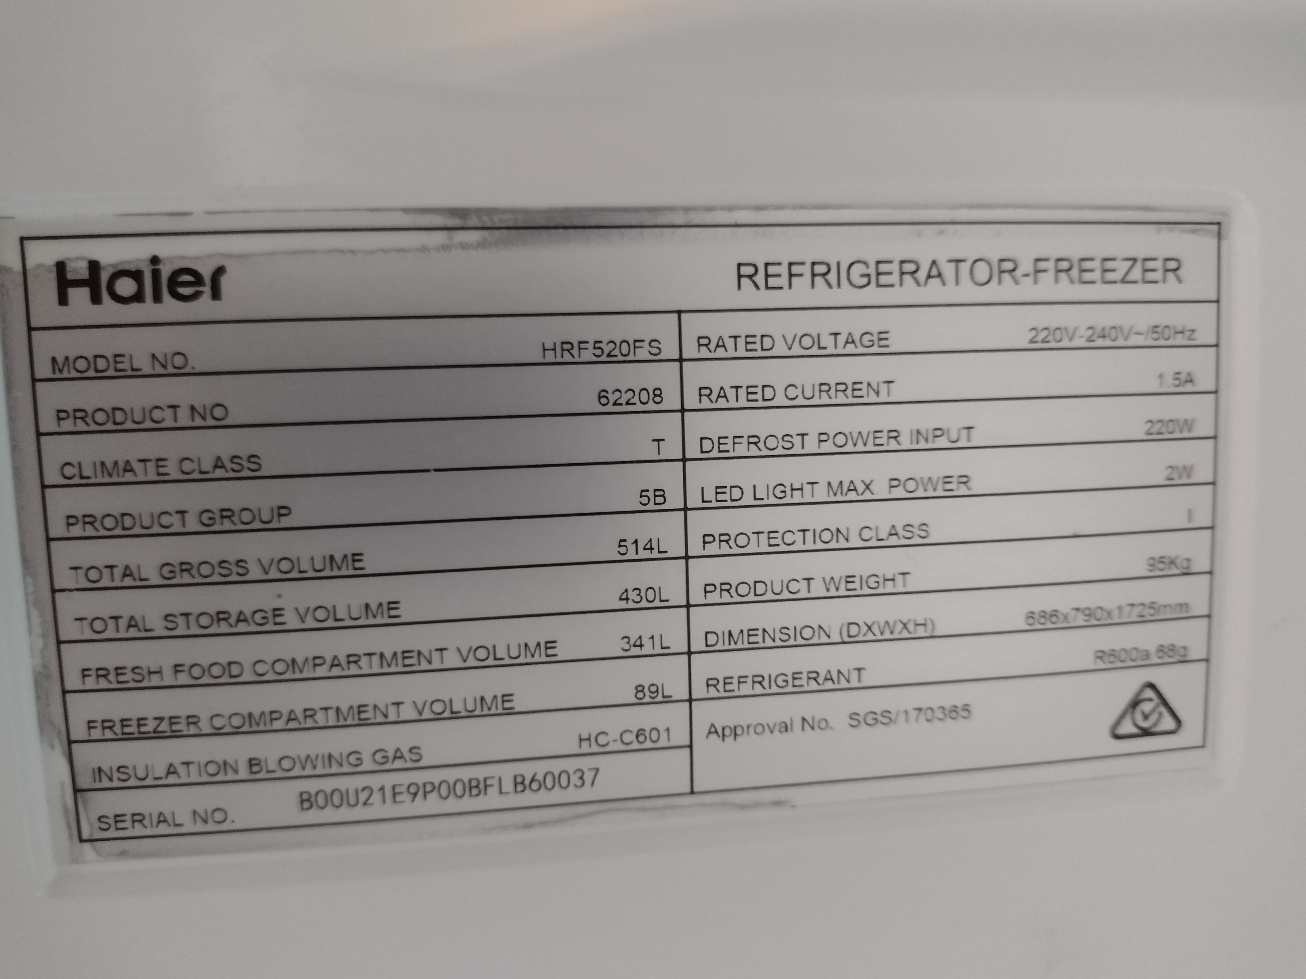 Haier REFRIGERATOR-FREEZER
MODEL NO. HRF520FS
PRODUCT NO 62208
CLIMATE CLASS T
PRODUCT GROUP 5B
TOTAL GROSS VOLUME 514L
TOTAL STORAGE VOLUME 430L
FRESH FOOD COMPARTMENT VOLUME 341L
FREEZER COMPARTMENT VOLUME 89L
INSULATION BLOWING GAS HC-C601
SERIAL NO. B00U21E9P00BFLB60037
RATED VOLTAGE 220V-240V~/50Hz
RATED CURRENT 1.5A
DEFROST POWER INPUT 220W
LED LIGHT MAX POWER 2W
PROTECTION CLASS I
PRODUCT WEIGHT 95Kg
DIMENSION (DXWXH) 686x790x1725mm
REFRIGERANT R600a 68g
Approval No. SGS/170365